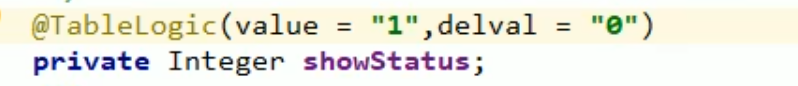 @TableLogic(value = "1",delval = "0")
private Integer showStatus;